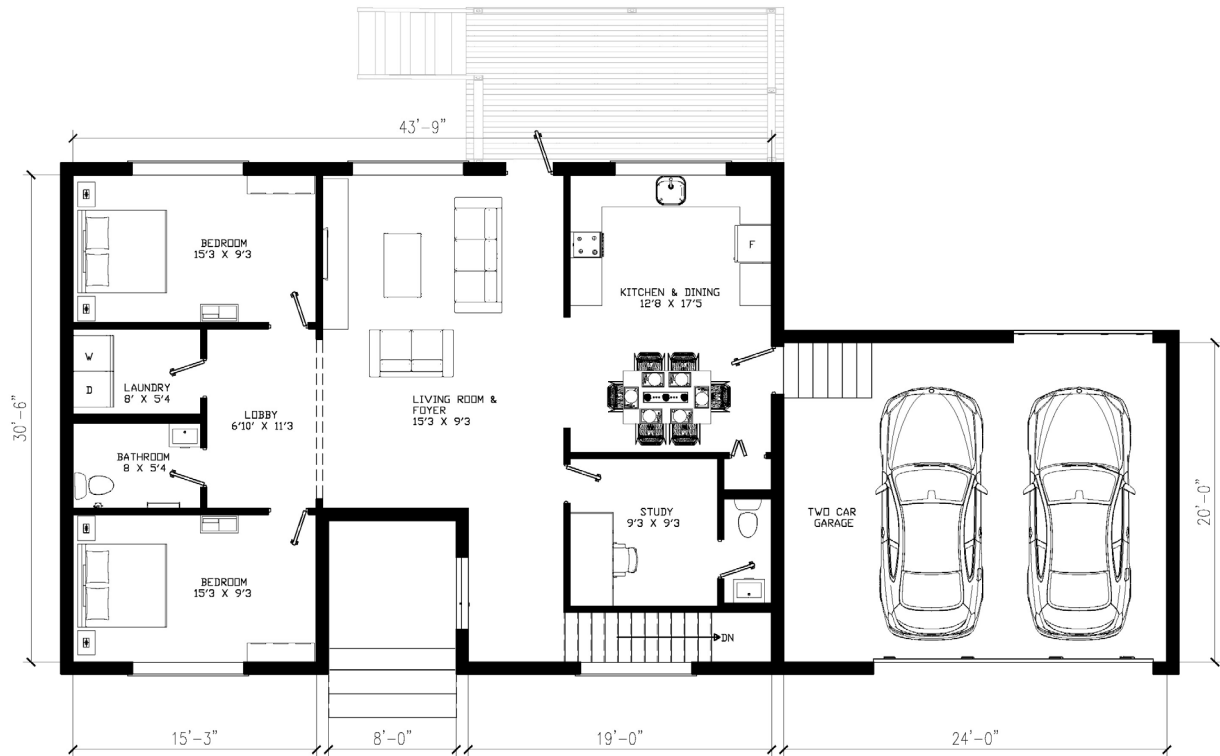 43'-9"
BEDROOM
15'3 X 9'3
F
KITCHEN & DINING
12'8 X 17'5
W
D
LAUNDRY
8' X 5'4
LOBBY
6'10' X 11'3
LIVING ROOM &
FOYER
15'3 X 9'3
30'-6"
BATHROOM
8 X 5'4
STUDY
9'3 X 9'3
TWO CAR
GARAGE
20'-0"
BEDROOM
15'3 X 9'3
DN
15'-3"
8'-0"
19'-0"
24'-0"